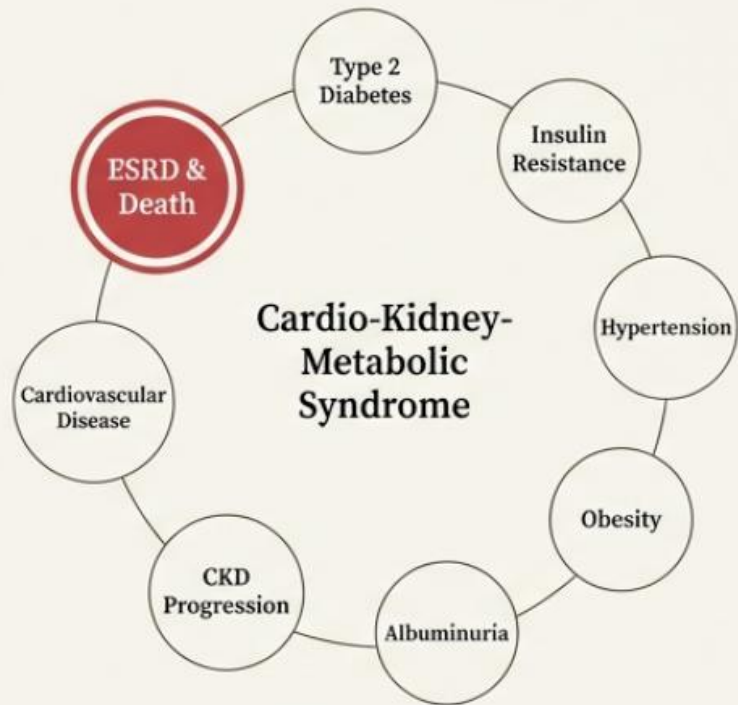 Type 2
Diabetes
Insulin
Resistance
Hypertension
Obesity
Albuminuria
CKD
Progression
Cardiovascular
Disease
ESRD &
Death
Cardio-Kidney-
Metabolic
Syndrome